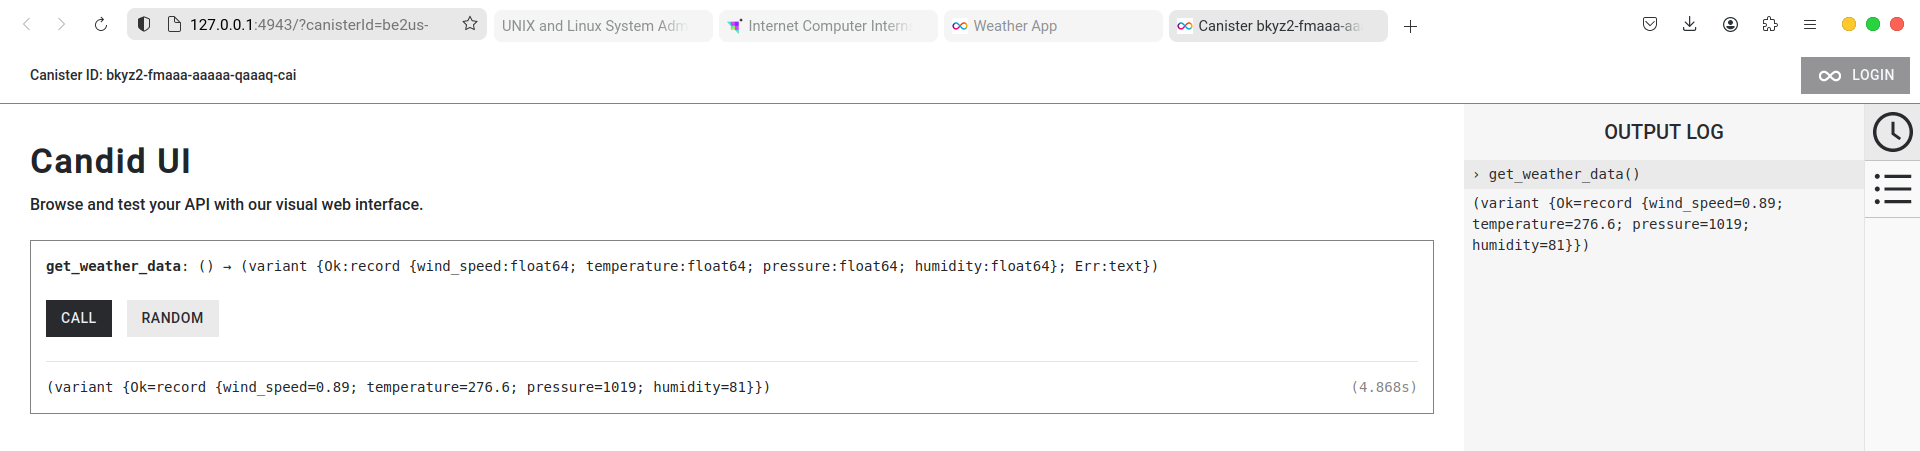 127.0.0.1:4943/?canisterId=be2us-
UNIX and Linux System Adm
Internet Computer Intern
Weather App
Canister bkyz2-fmaaa-aa
Canister ID: bkyz2-fmaaa-aaaaa-qaaaq-cai
LOGIN
Candid UI
Browse and test your API with our visual web interface.
get_weather_data: () → (variant {Ok:record {wind_speed:float64; temperature:float64; pressure:float64; humidity:float64}; Err:text})
CALL
RANDOM
(variant {Ok=record {wind_speed=0.89; temperature=276.6; pressure=1019; humidity=81}})
(4.868s)
OUTPUT LOG
› get_weather_data()
(variant {Ok=record {wind_speed=0.89;
temperature=276.6; pressure=1019;
humidity=81}})